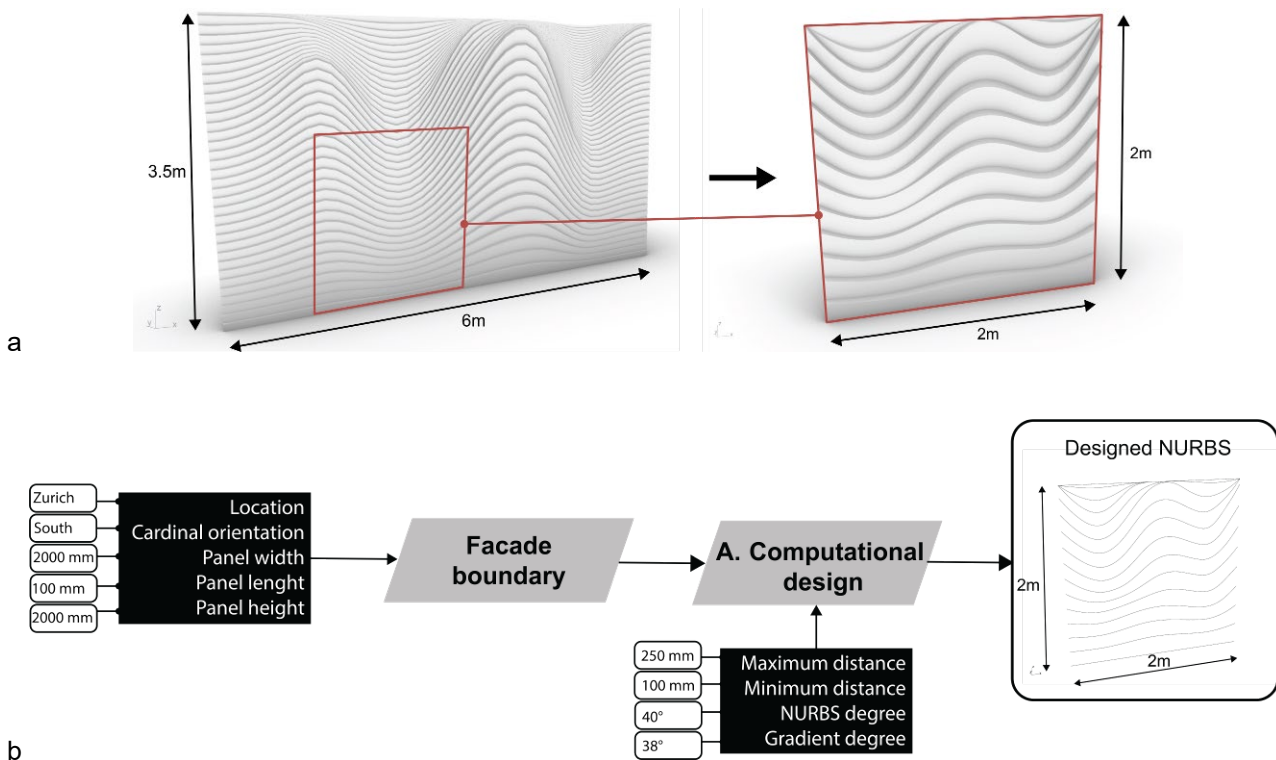 3.5m
6m
2m
2m
z
y
x
a
Designed NURBS
Zurich
Location
South
Cardinal orientation
2000 mm
Panel width
100 mm
Panel lenght
2000 mm
Panel height
Facade
boundary
A. Computational
design
2m
2m
250 mm
Maximum distance
100 mm
Minimum distance
40°
NURBS degree
38°
Gradient degree
b